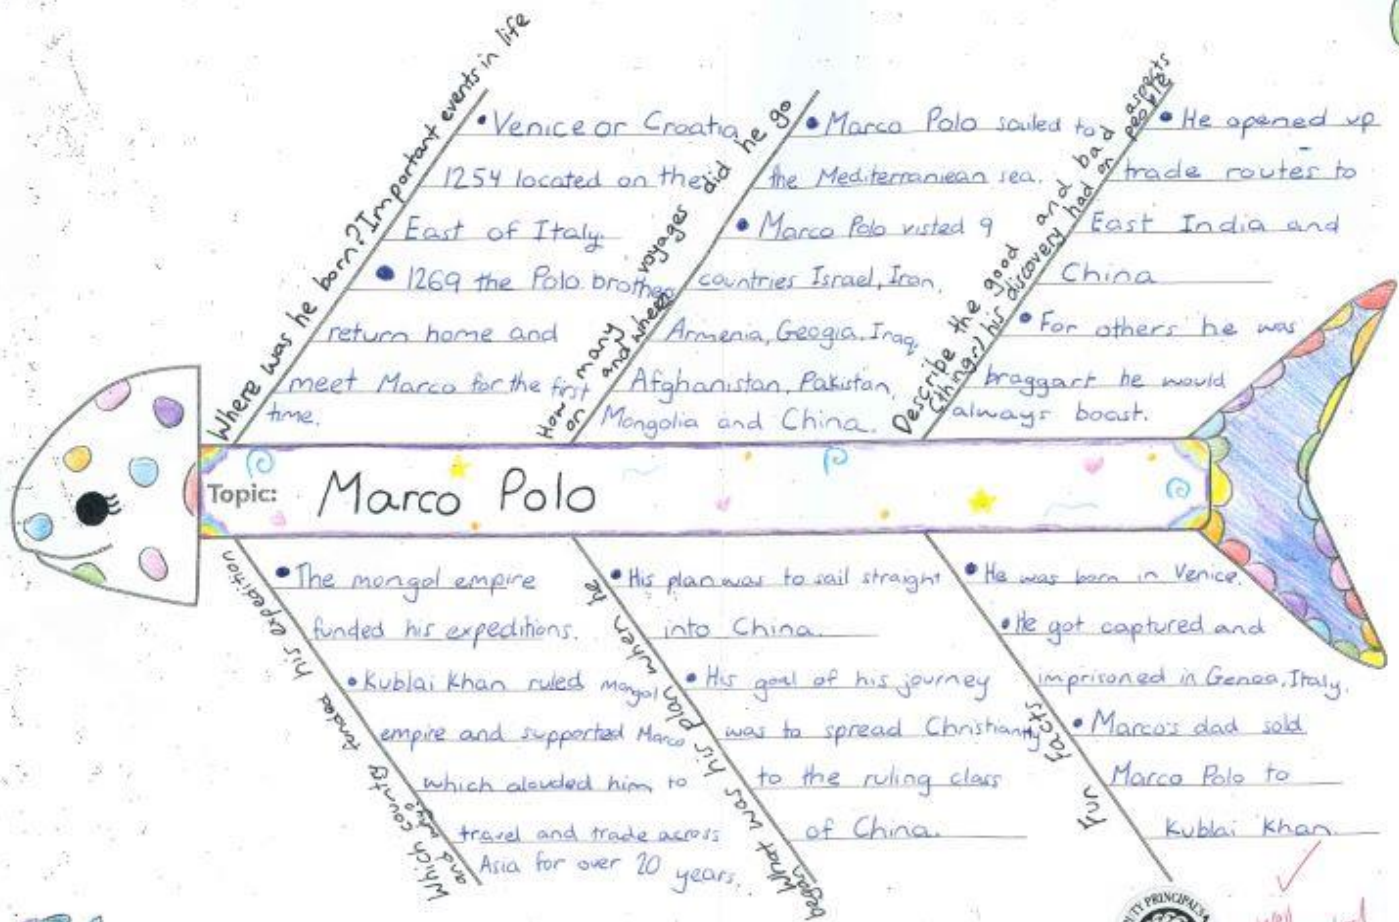 Where was he born? Important events in life
• Venice or Croatia
1254 located on the
East of Italy.
• 1269 the Polo brothers
return home and
meet Marco for the first
time.
How many voyages did he go
on and where
• Marco Polo sailed to
the Mediterraniean sea.
• Marco Polo visted 9
countries Israel, Iran,
Armenia, Geogia, Iraq,
Afghanistan, Pakistan,
Mongolia and China.
Describe the good and bad aspects
(things) his discovery had on people
• He opened up
trade routes to
East India and
China
• For others he was
braggart he would
always boast.
Topic: Marco Polo
Which country funded his expedition
and why?
• The mongol empire
funded his expeditions.
• Kublai Khan ruled mongol
empire and supported Marco
which alouded him to
travel and trade across
Asia for over 20 years.
What was his plan when he
began
• His plan was to sail straight
into China.
• His goal of his journey
was to spread Christianity
to the ruling class
of China.
Fun Facts
• He was born in Venice.
• He got captured and
imprisoned in Genoa, Italy.
• Marco's dad sold
Marco Polo to
Kublai Khan.